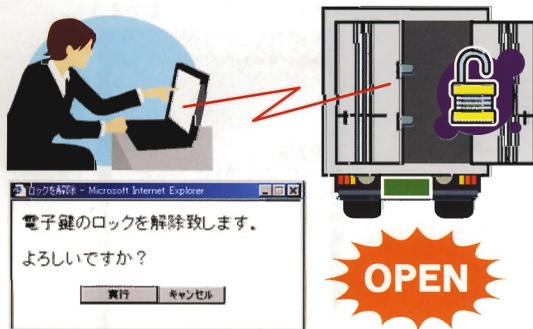 ロックを解除 - Microsoft Internet Explorer
電子鍵のロックを解除致します。
よろしいですか？
実行 キャンセル
OPEN